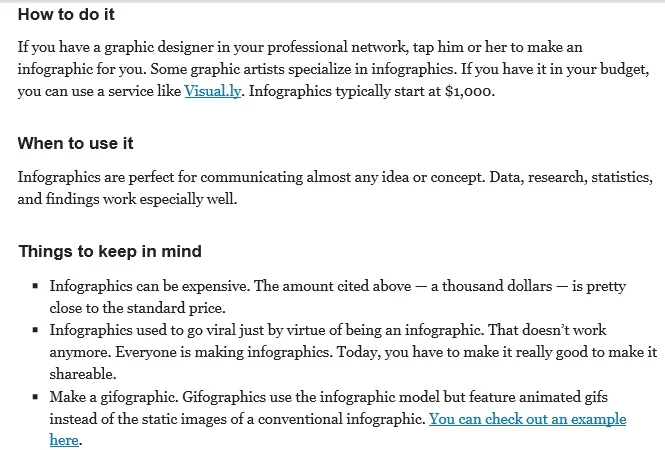 How to do it
If you have a graphic designer in your professional network, tap him or her to make an
infographic for you. Some graphic artists specialize in infographics. If you have it in your budget,
you can use a service like Visual.ly. Infographics typically start at $1,000.
When to use it
Infographics are perfect for communicating almost any idea or concept. Data, research, statistics,
and findings work especially well.
Things to keep in mind
▪ Infographics can be expensive. The amount cited above — a thousand dollars — is pretty
close to the standard price.
▪ Infographics used to go viral just by virtue of being an infographic. That doesn’t work
anymore. Everyone is making infographics. Today, you have to make it really good to make it
shareable.
▪ Make a gifographic. Gifographics use the infographic model but feature animated gifs
instead of the static images of a conventional infographic. You can check out an example
here.